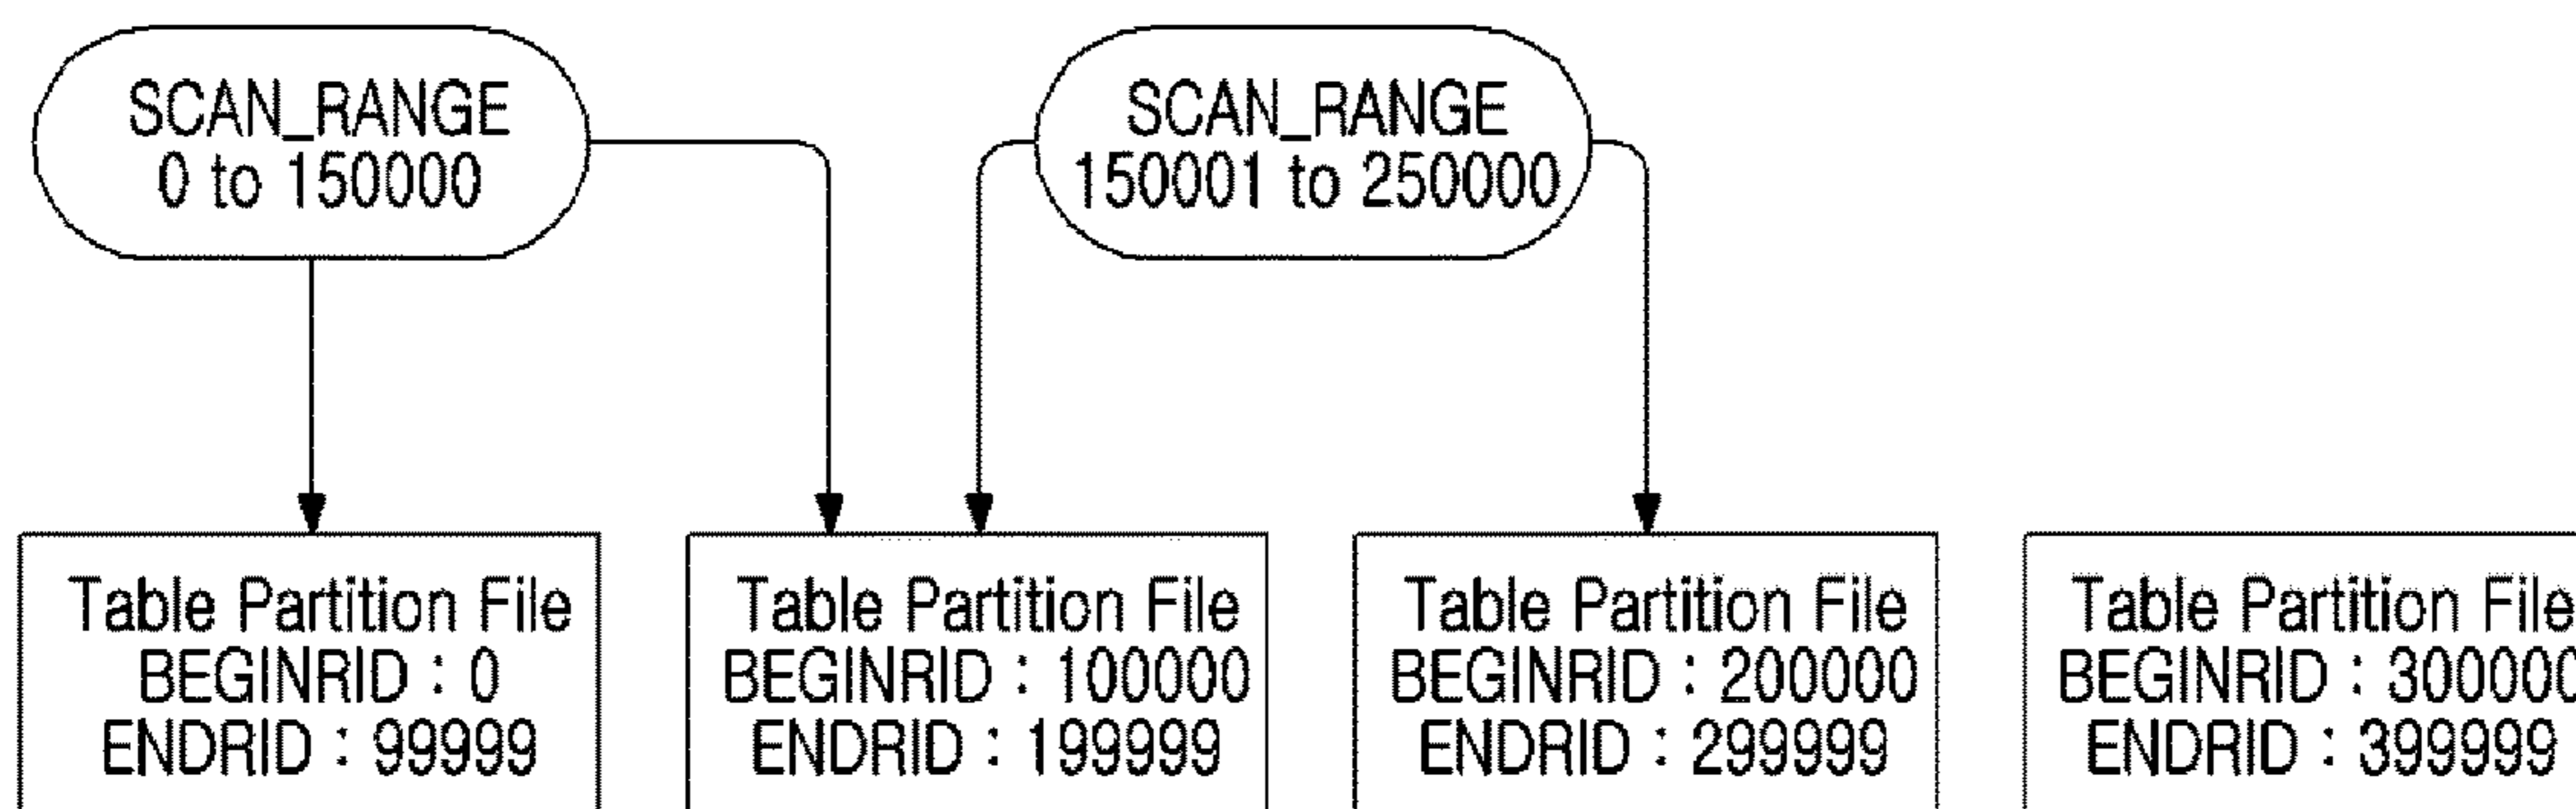 SCAN_RANGE
0 to 150000
SCAN_RANGE
150001 to 250000
Table Partition File
BEGINRID : 0
ENDRID : 99999
Table Partition File
BEGINRID : 100000
ENDRID : 199999
Table Partition File
BEGINRID : 200000
ENDRID : 299999
Table Partition File
BEGINRID : 300000
ENDRID : 399999